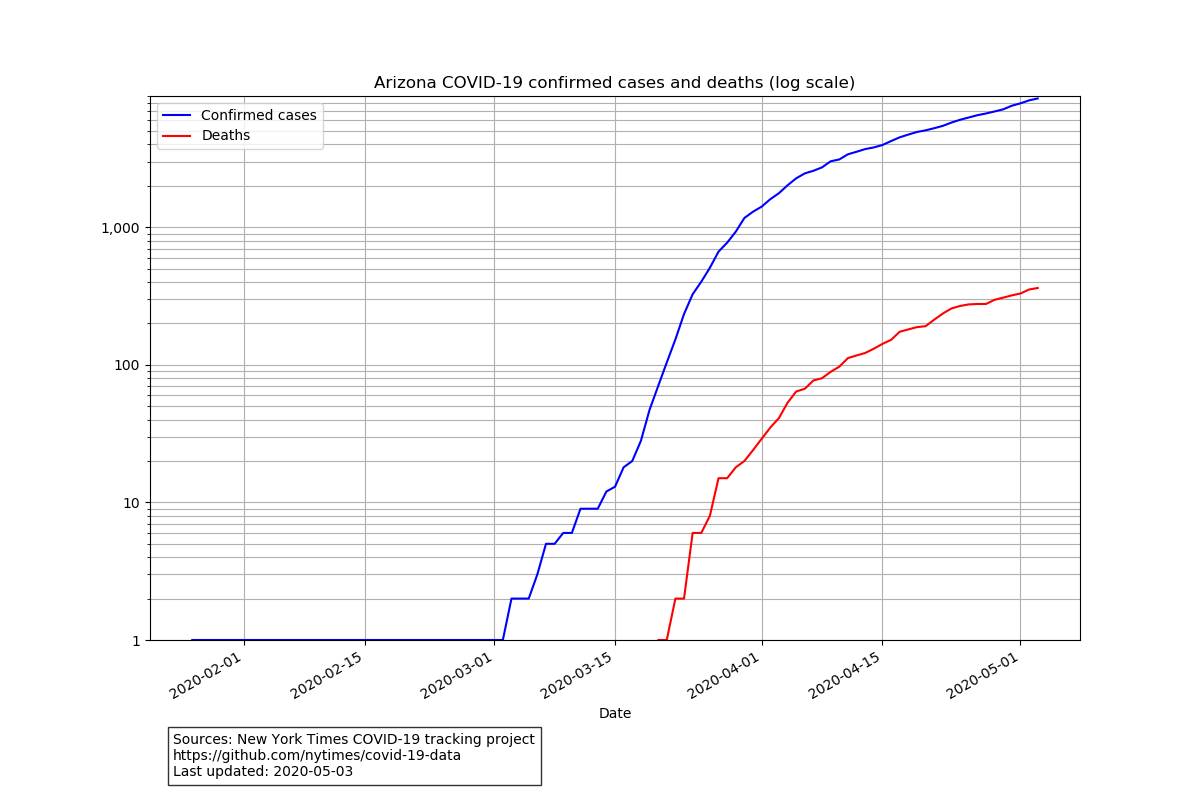 Arizona COVID-19 confirmed cases and deaths (log scale)
Confirmed cases
Deaths
1,000
100
10
1
2020-02-01
2020-02-15
2020-03-01
2020-03-15
2020-04-01
2020-04-15
2020-05-01
Date
Sources: New York Times COVID-19 tracking project
https://github.com/nytimes/covid-19-data
Last updated: 2020-05-03